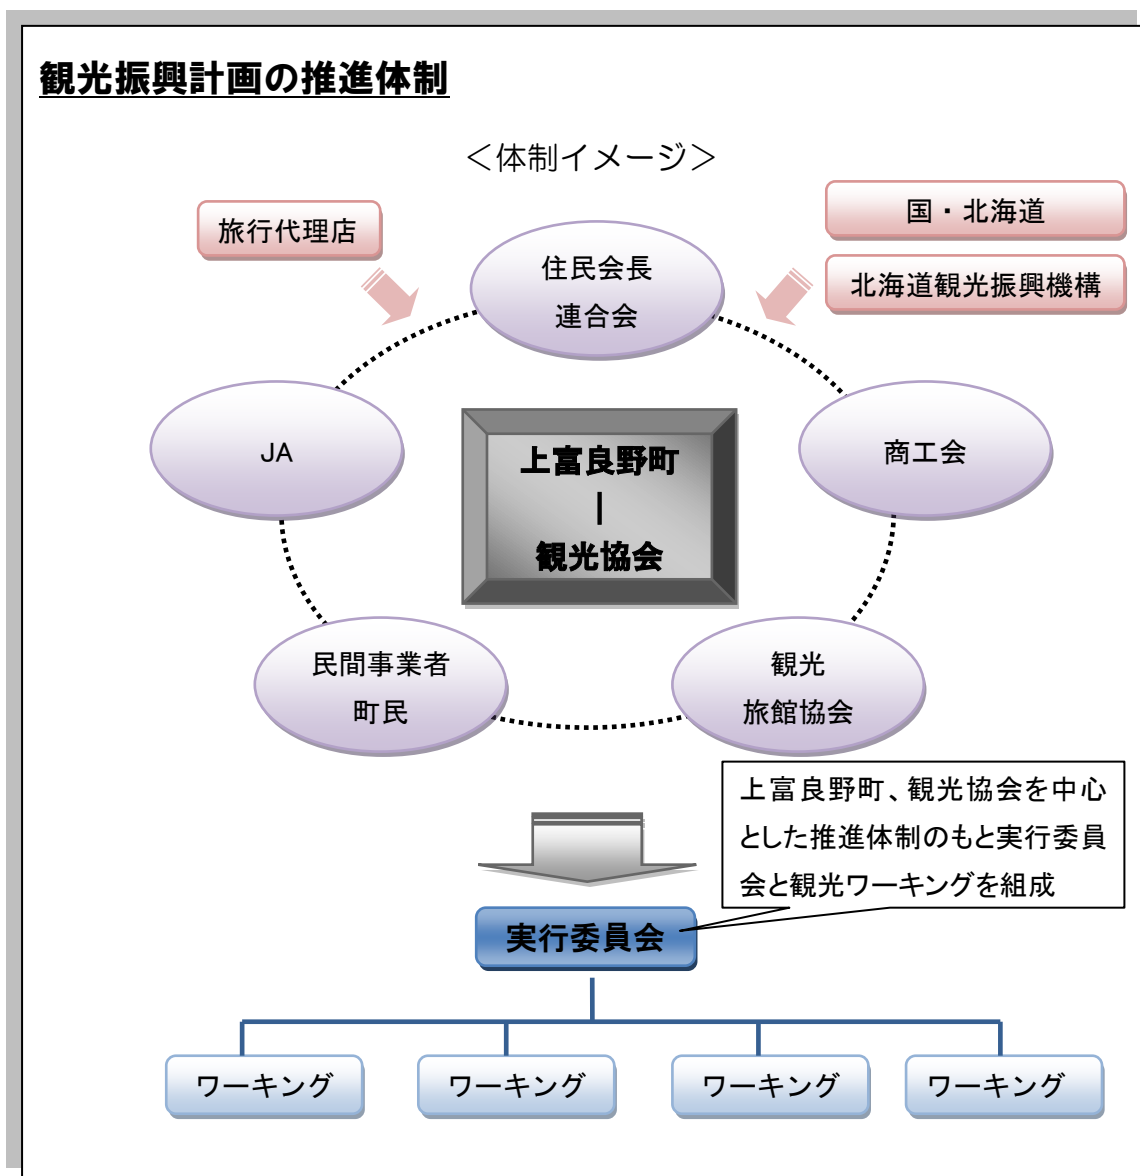 観光振興計画の推進体制
＜体制イメージ＞
旅行代理店
国・北海道
北海道観光振興機構
住民会長
連合会
JA
商工会
上富良野町
｜
観光協会
民間事業者
町民
観光
旅館協会
上富良野町、観光協会を中心
とした推進体制のもと実行委員
会と観光ワーキングを組成
実行委員会
ワーキング
ワーキング
ワーキング
ワーキング